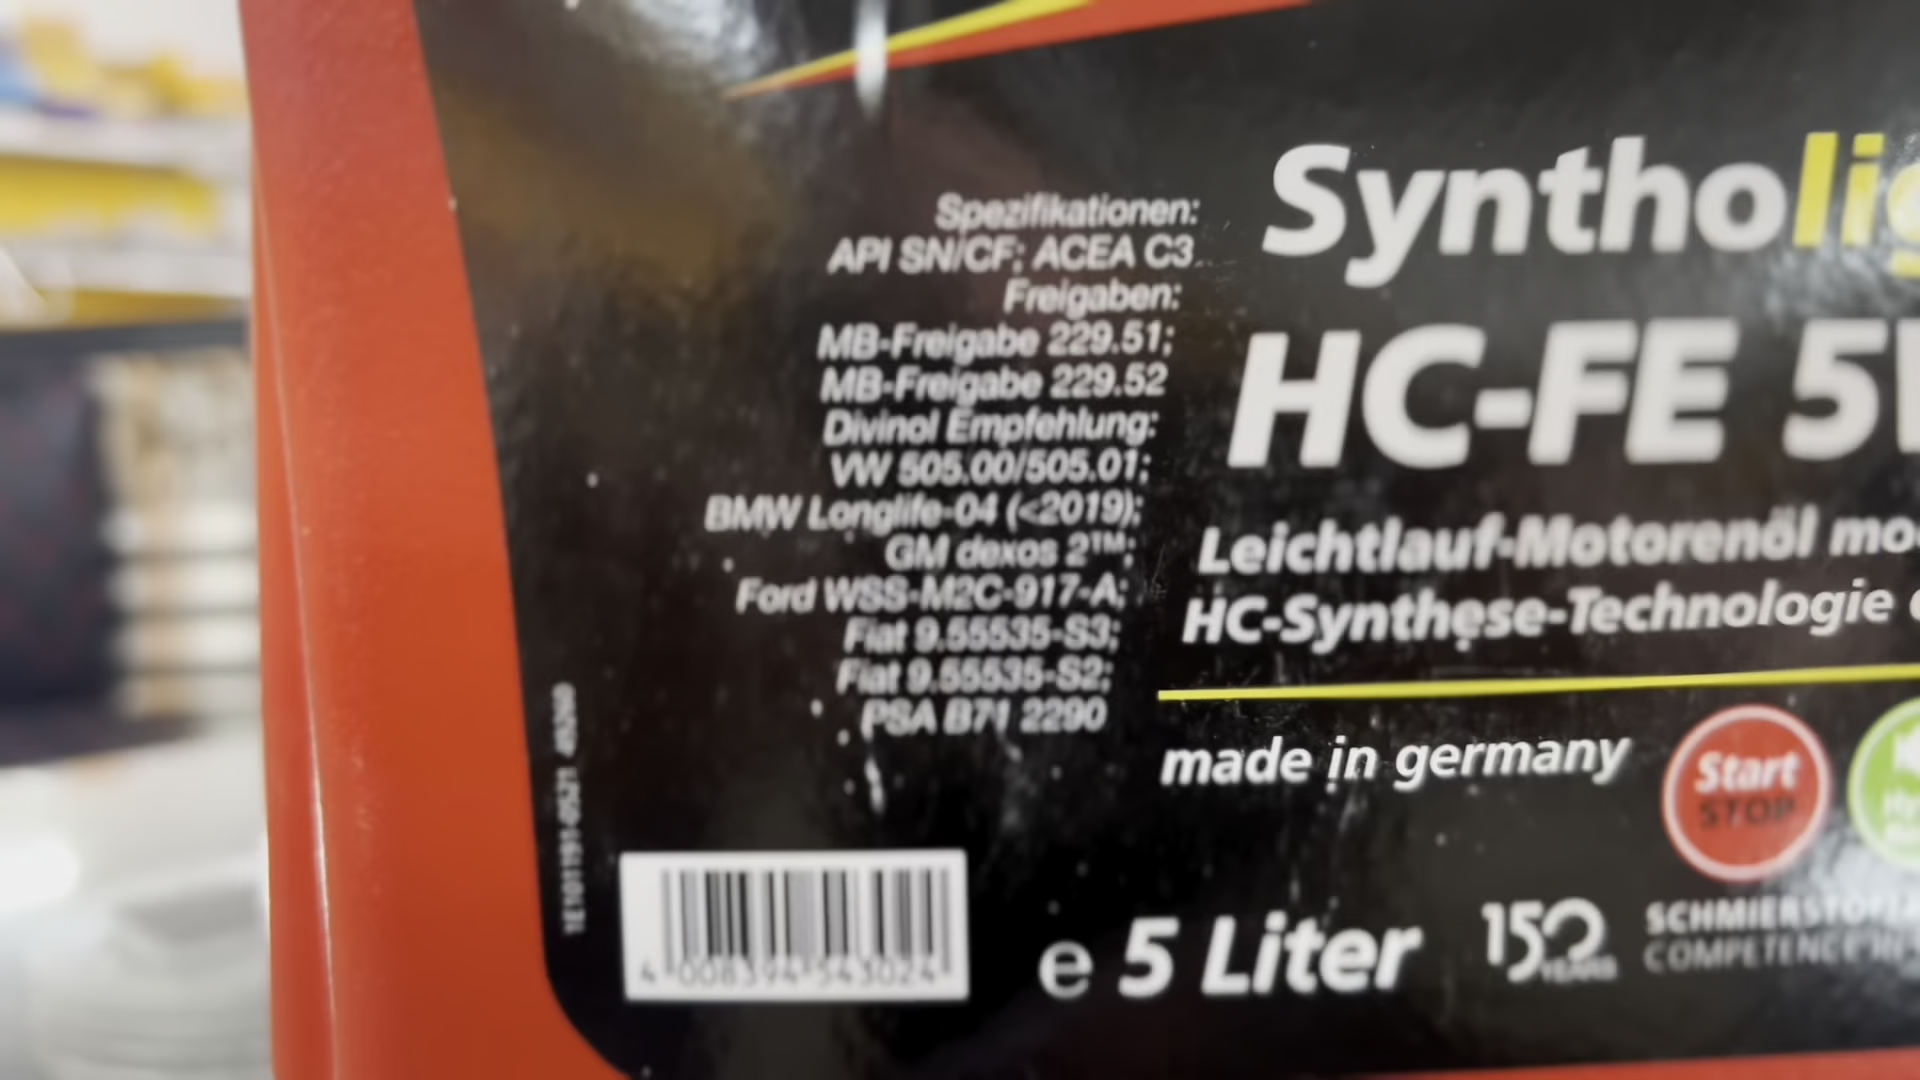 Spezifikationen:
API SN/CF; ACEA C3
Freigaben:
MB-Freigabe 229.51;
MB-Freigabe 229.52
Divinol Empfehlung:
VW 505.00/505.01;
BMW Longlife-04 (<2019);
GM dexos 2™;
Ford WSS-M2C-917-A;
Fiat 9.55535-S3;
Fiat 9.55535-S2;
PSA B71 2290
Syntholig
HC-FE 5W
Leichtlauf-Motorenöl mo
HC-Synthese-Technologie
made in germany
Start
STOP
e 5 Liter
150
YEARS
SCHMIERSTOFF
COMPETENCE IN
4 008394 543024